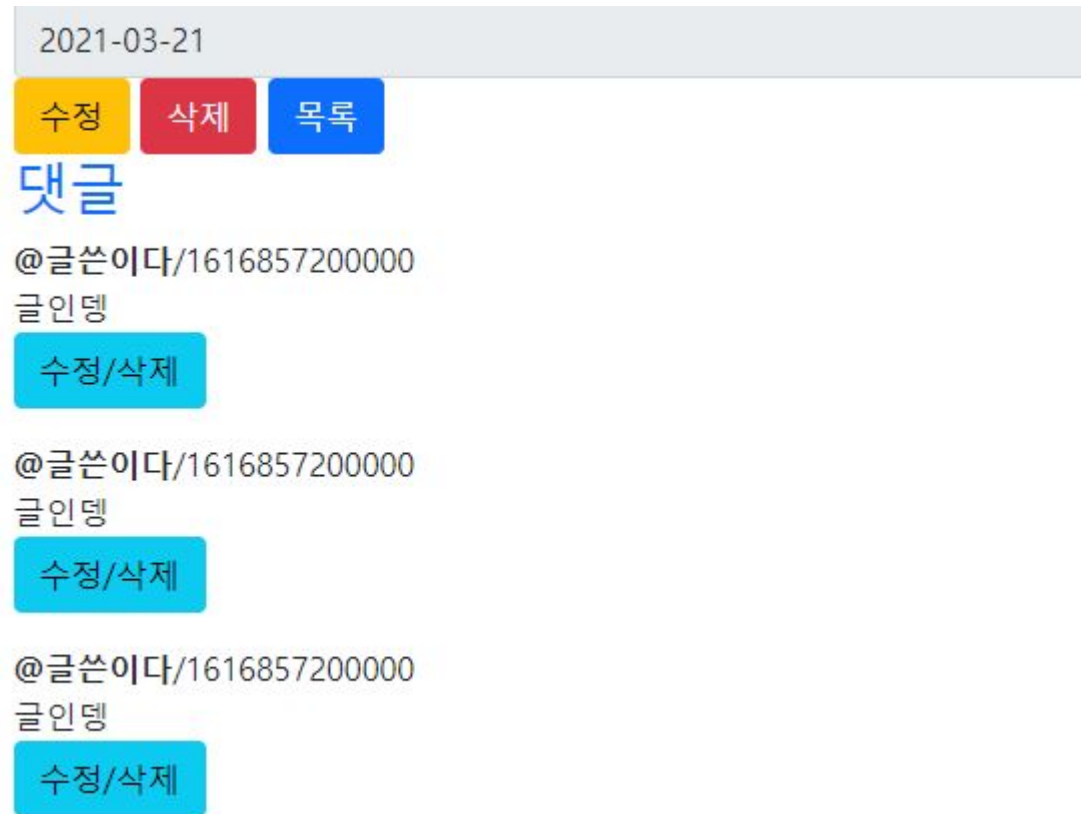 2021-03-21
수정 삭제 목록
댓글
@글쓴이다/1616857200000
글인뎅
수정/삭제
@글쓴이다/1616857200000
글인뎅
수정/삭제
@글쓴이다/1616857200000
글인뎅
수정/삭제